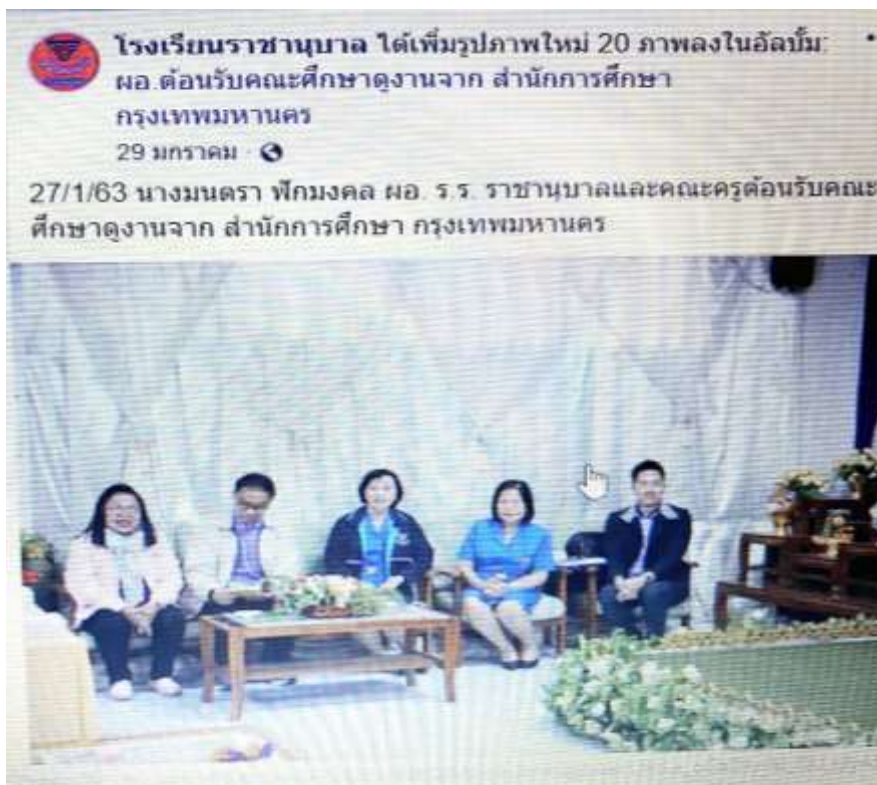 โรงเรียนราชานุบาล ได้เพิ่มรูปภาพใหม่ 20 ภาพลงในอัลบั้ม:
ผอ.ต้อนรับคณะศึกษาดูงานจาก สำนักการศึกษา
กรุงเทพมหานคร
29 มกราคม ·
27/1/63 นางมนตรา ฟักมงคล ผอ. ร.ร. ราชานุบาลและคณะครูต้อนรับคณะ
ศึกษาดูงานจาก สำนักการศึกษา กรุงเทพมหานคร